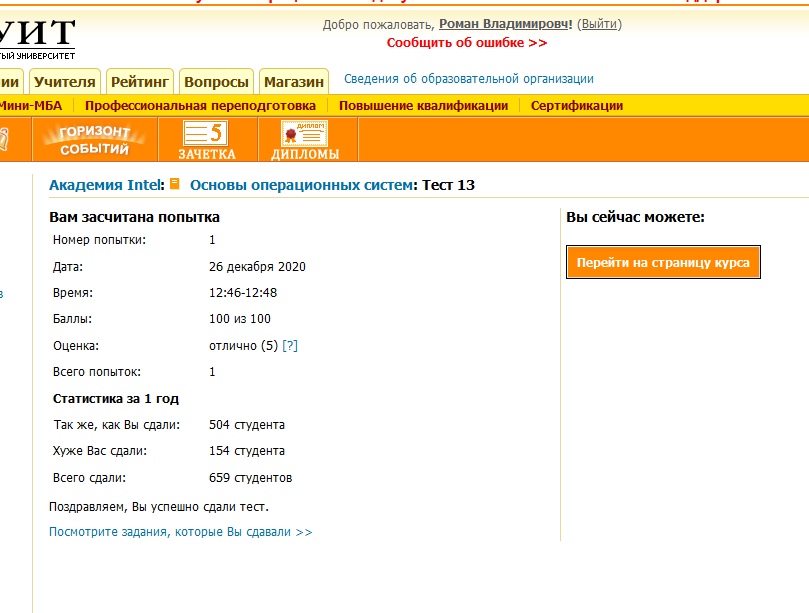 Добро пожаловать, Роман Владимировч! (Выйти)
Сообщить об ошибке >>
УИТ
ТЫЙ УНИВЕРСИТЕТ
ии Учителя Рейтинг Вопросы Магазин Сведения об образовательной организации
Мини-МБА Профессиональная переподготовка Повышение квалификации Сертификации
ГОРИЗОНТ СОБЫТИЙ
5 ЗАЧЕТКА
ДИПЛОМ ДИПЛОМЫ
Академия Intel: Основы операционных систем: Тест 13
Вам засчитана попытка
Номер попытки: 1
Дата: 26 декабря 2020
Время: 12:46-12:48
Баллы: 100 из 100
Оценка: отлично (5) [?]
Всего попыток: 1
Статистика за 1 год
Так же, как Вы сдали: 504 студента
Хуже Вас сдали: 154 студента
Всего сдали: 659 студентов
Поздравляем, Вы успешно сдали тест.
Посмотрите задания, которые Вы сдавали >>
Вы сейчас можете:
Перейти на страницу курса